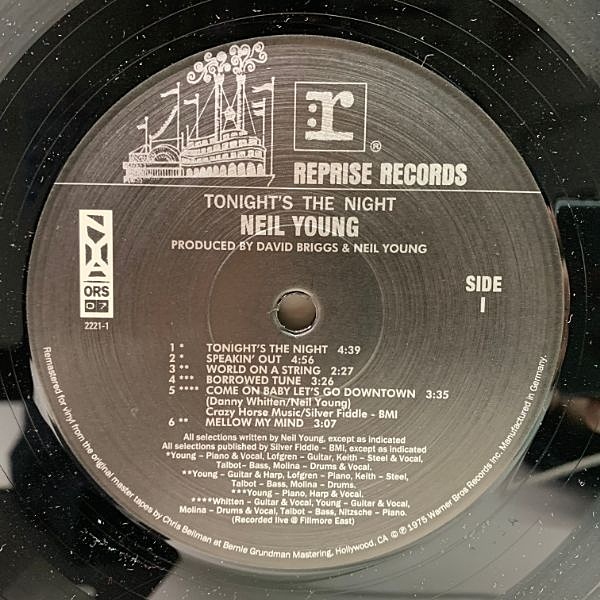 r
®
REPRISE RECORDS
TONIGHT'S THE NIGHT
NEIL YOUNG
PRODUCED BY DAVID BRIGGS & NEIL YOUNG
NYA
ORS
07
2221-1
SIDE
1
1 * TONIGHT'S THE NIGHT 4:39
2 * SPEAKIN' OUT 4:56
3 ** WORLD ON A STRING 2:27
4 *** BORROWED TUNE 3:26
5 **** COME ON BABY LET'S GO DOWNTOWN 3:35
(Danny Whitten/Neil Young)
Crazy Horse Music/Silver Fiddle - BMI
6 ** MELLOW MY MIND 3:07
All selections written by Neil Young, except as indicated
All selections published by Silver Fiddle – BMI, except as indicated
*Young - Piano & Vocal, Lofgren - Guitar, Keith - Steel & Vocal,
Talbot- Bass, Molina - Drums & Vocal.
**Young - Guitar & Harp, Lofgren - Piano, Keith - Steel,
Talbot - Bass, Molina - Drums.
***Young - Piano, Harp & Vocal.
****Whitten - Guitar & Vocal, Young - Guitar & Vocal,
Molina - Drums & Vocal, Talbot - Bass, Nitzsche - Piano.
(Recorded live @ Fillmore East)
Remastered for vinyl from the original master tapes by Chris Bellman at Bernie Grundman Mastering, Hollywood, CA © ℗ 1975 Warner Bros Records Inc. Manufactured in Germany.